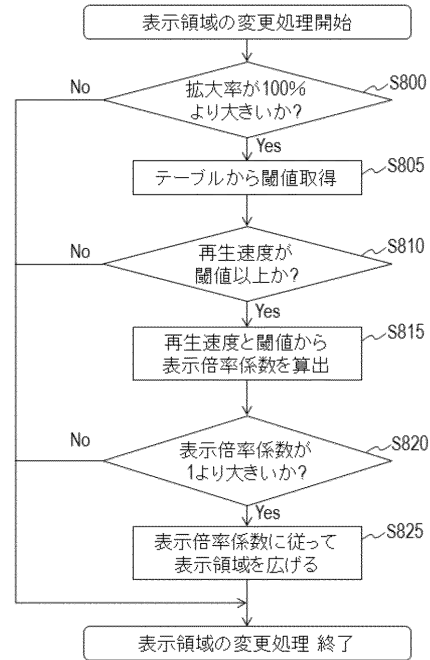 表示領域の変更処理開始
No
拡大率が100%
より大きいか?
S800
Yes
テーブルから閾値取得
S805
No
再生速度が
閾値以上か?
S810
Yes
再生速度と閾値から
表示倍率係数を算出
S815
No
表示倍率係数が
1より大きいか?
S820
Yes
表示倍率係数に従って
表示領域を広げる
S825
表示領域の変更処理 終了